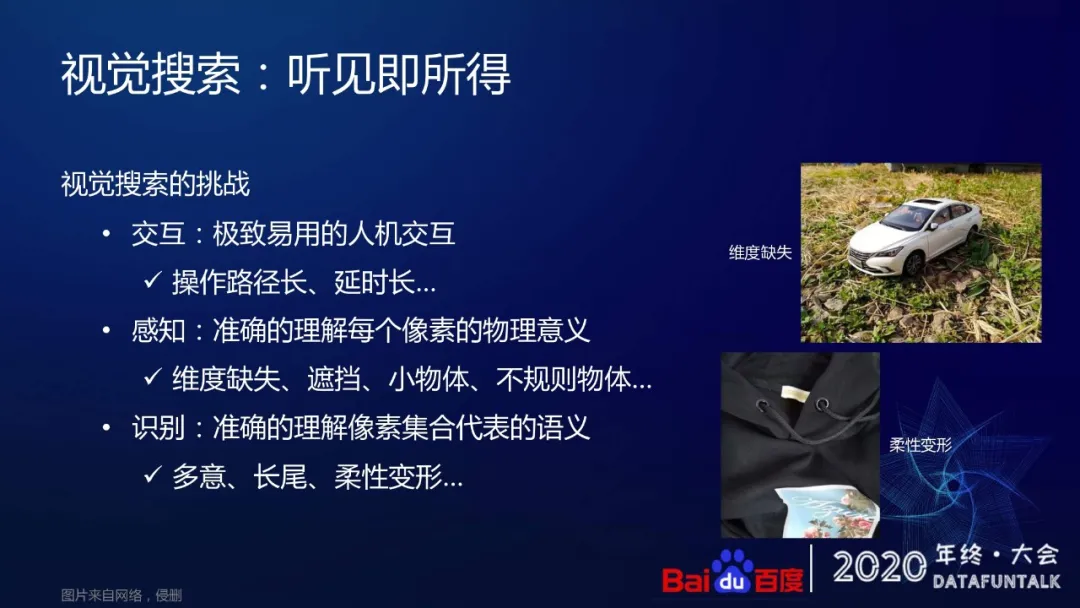 视觉搜索：听见即所得
视觉搜索的挑战
• 交互：极致易用的人机交互
✓ 操作路径长、延时长...
• 感知：准确的理解每个像素的物理意义
✓ 维度缺失、遮挡、小物体、不规则物体...
• 识别：准确的理解像素集合代表的语义
✓ 多意、长尾、柔性变形...
维度缺失
柔性变形
Bai du 百度
2020 年终·大会
DATAFUNTALK
图片来自网络，侵删